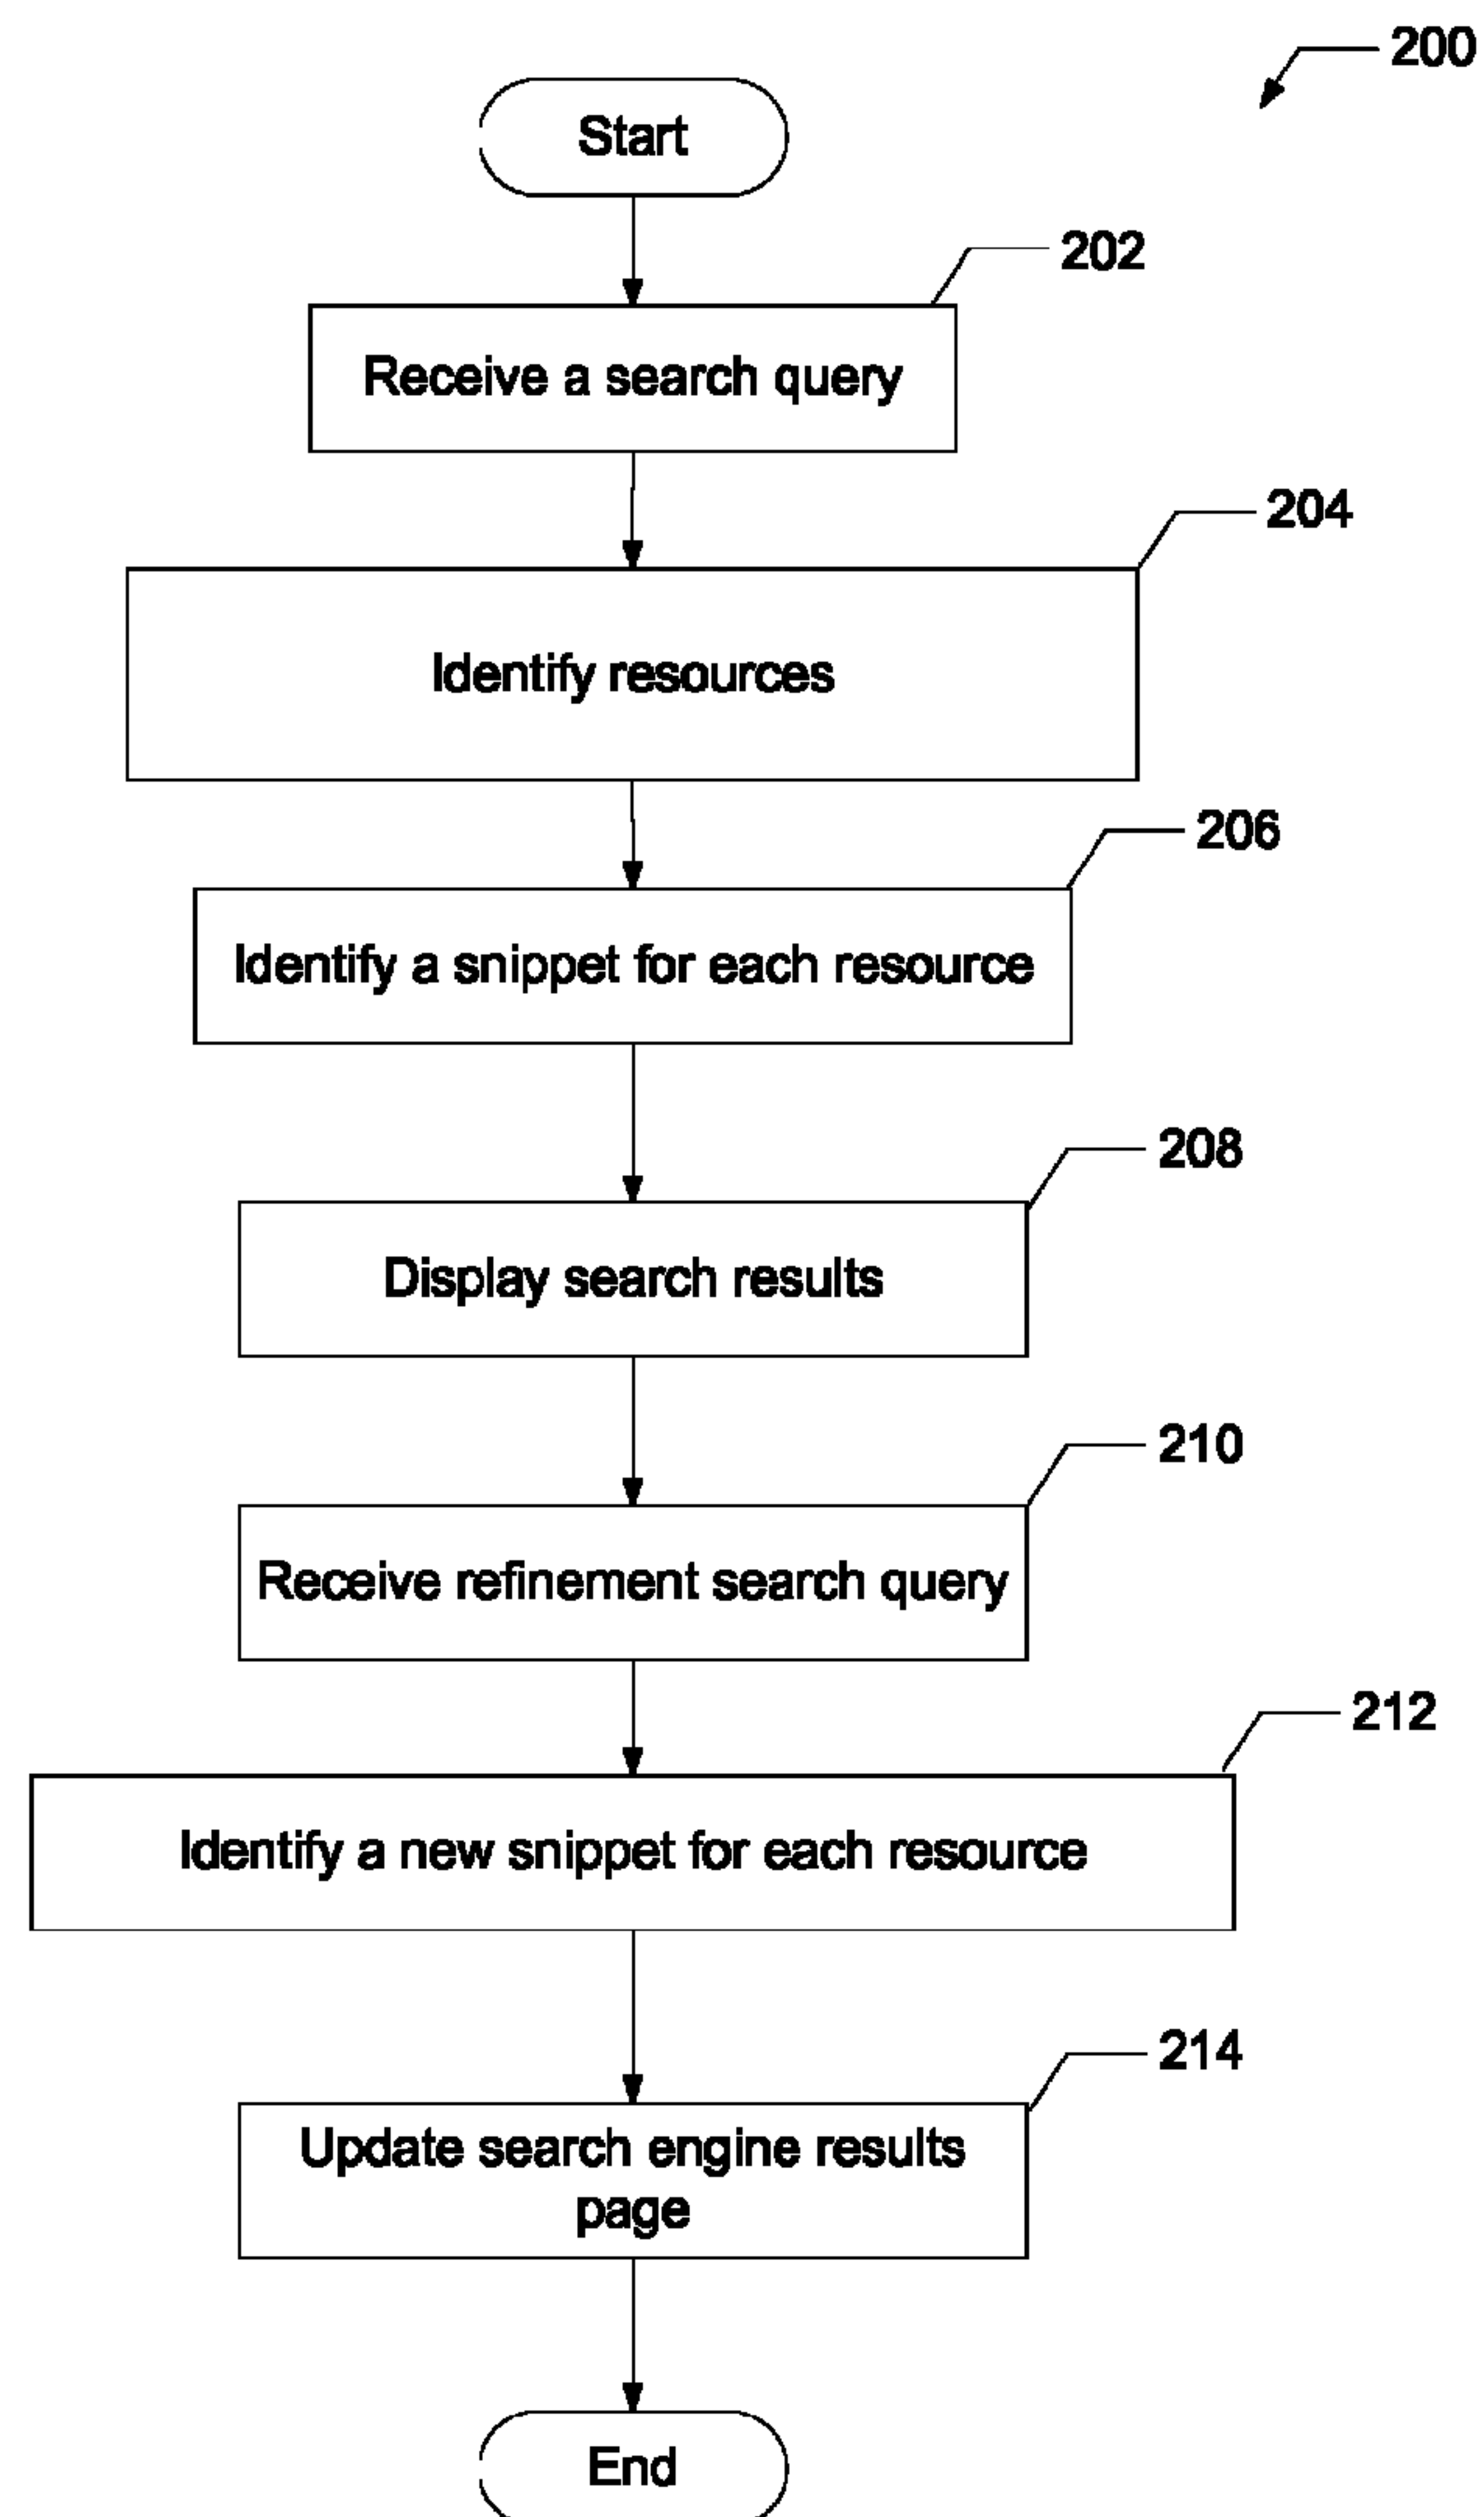 200
Start
202
Receive a search query
204
Identify resources
206
Identify a snippet for each resource
208
Display search results
210
Receive refinement search query
212
Identify a new snippet for each resource
214
Update search engine results
page
End